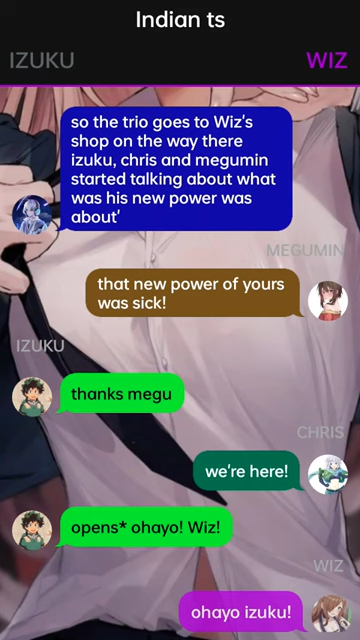 Indian ts
IZUKU
WIZ
so the trio goes to Wiz's
shop on the way there
izuku, chris and megumin
started talking about what
was his new power was
about'
MEGUMIN
that new power of yours
was sick!
IZUKU
thanks megu
CHRIS
we're here!
opens* ohayo! Wiz!
WIZ
ohayo izuku!